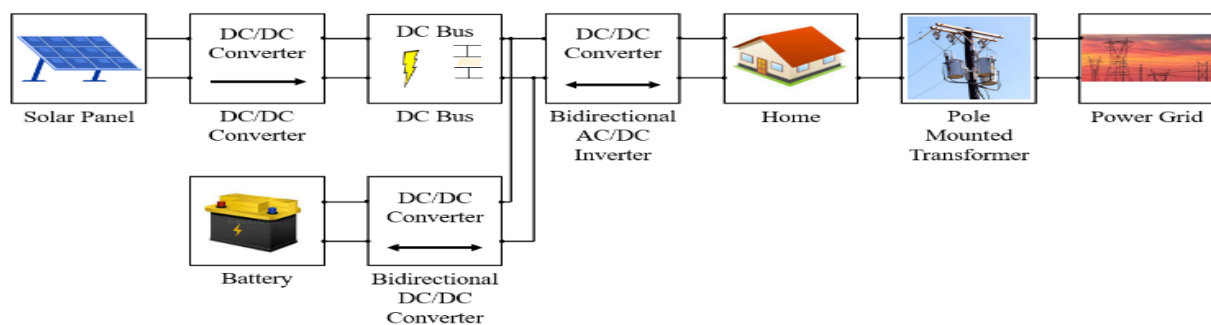 DC/DC
Converter
DC Bus
DC/DC
Converter
Solar Panel
DC/DC
Converter
DC Bus
Bidirectional
AC/DC
Inverter
Home
Pole
Mounted
Transformer
Power Grid
DC/DC
Converter
Battery
Bidirectional
DC/DC
Converter